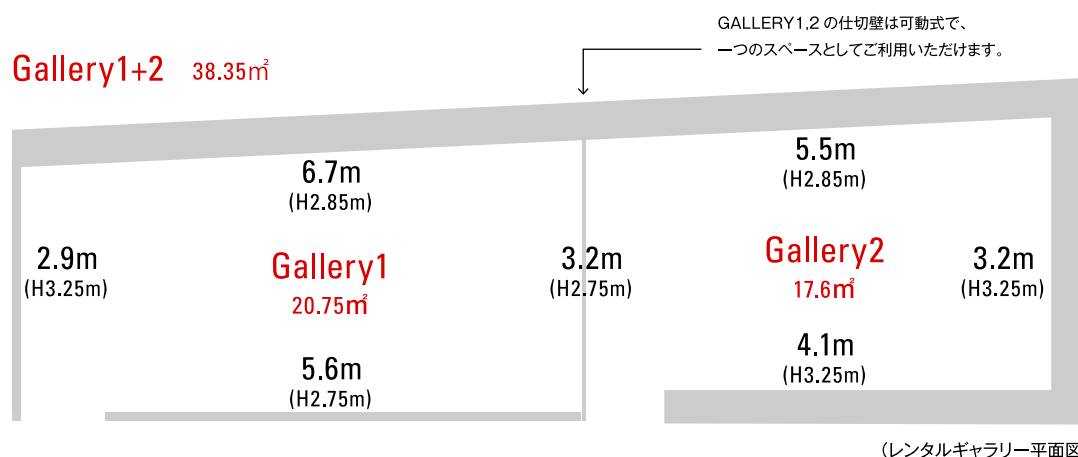 GALLERY1,2 の仕切壁は可動式で、
一つのスペースとしてご利用いただけます。
Gallery1+2 38.35㎡
6.7m
(H2.85m)
5.5m
(H2.85m)
2.9m
(H3.25m)
Gallery1
20.75㎡
3.2m
(H2.75m)
Gallery2
17.6㎡
3.2m
(H3.25m)
5.6m
(H2.75m)
4.1m
(H3.25m)
(レンタルギャラリー平面図